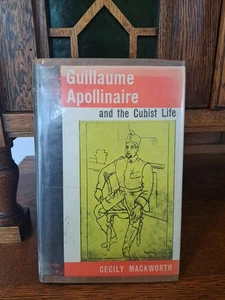 Guillaume
Apollinaire
and the Cubist Life
CECILY MACKWORTH